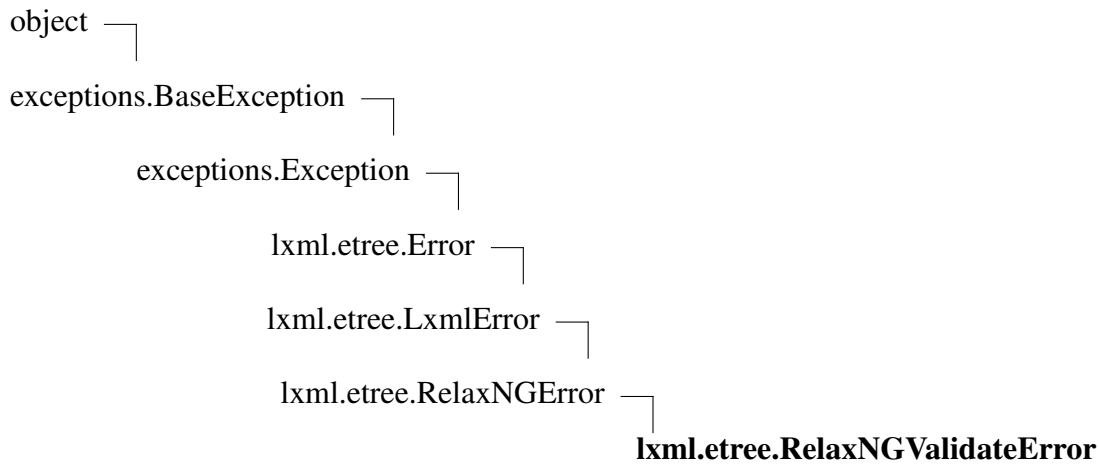 object
exceptions.BaseException
exceptions.Exception
lxml.etree.Error
lxml.etree.LxmlError
lxml.etree.RelaxNGError
lxml.etree.RelaxNGValidateError